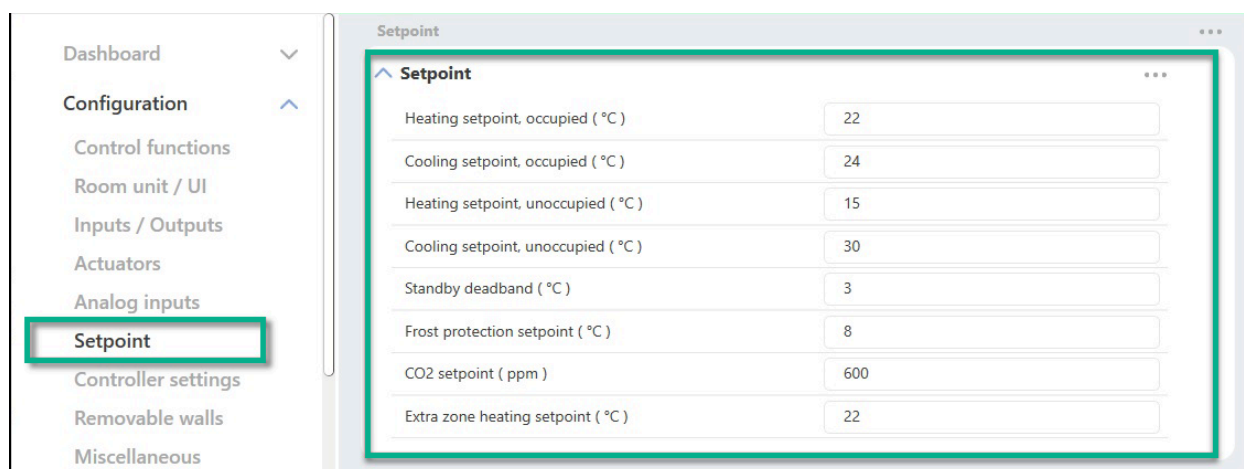 Dashboard
Configuration
Control functions
Room unit / UI
Inputs / Outputs
Actuators
Analog inputs
Setpoint
Controller settings
Removable walls
Miscellaneous
Setpoint
Setpoint
Heating setpoint, occupied ( °C ) 22
Cooling setpoint, occupied ( °C ) 24
Heating setpoint, unoccupied ( °C ) 15
Cooling setpoint, unoccupied ( °C ) 30
Standby deadband ( °C ) 3
Frost protection setpoint ( °C ) 8
CO2 setpoint ( ppm ) 600
Extra zone heating setpoint ( °C ) 22